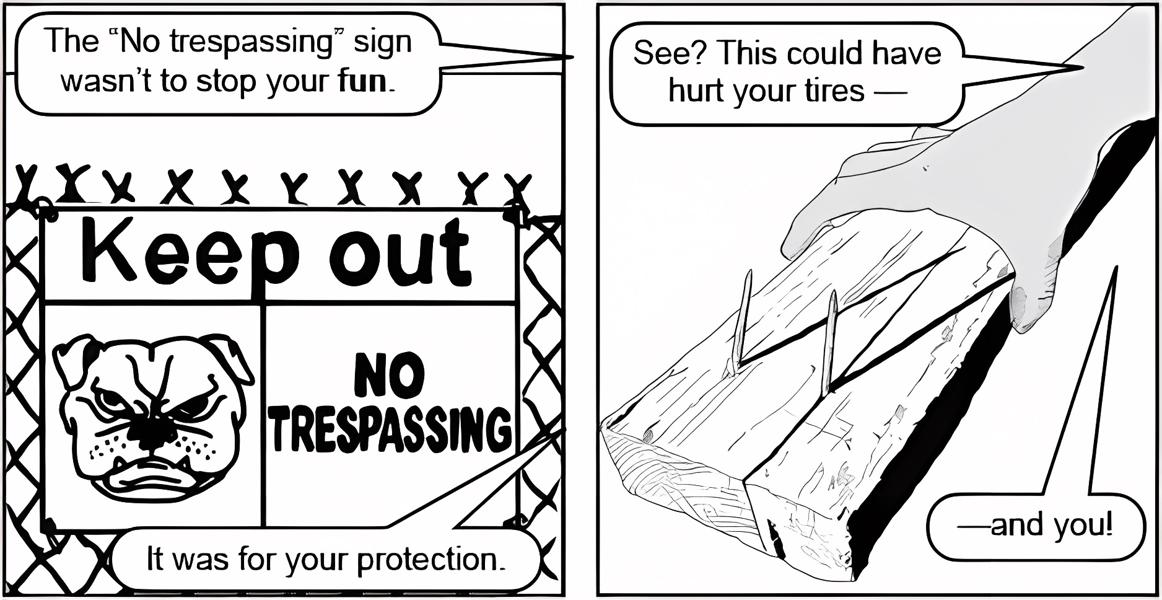 The “No trespassing” sign
wasn’t to stop your fun.
Keep out
NO
TRESPASSING
It was for your protection.
See? This could have
hurt your tires —
—and you!